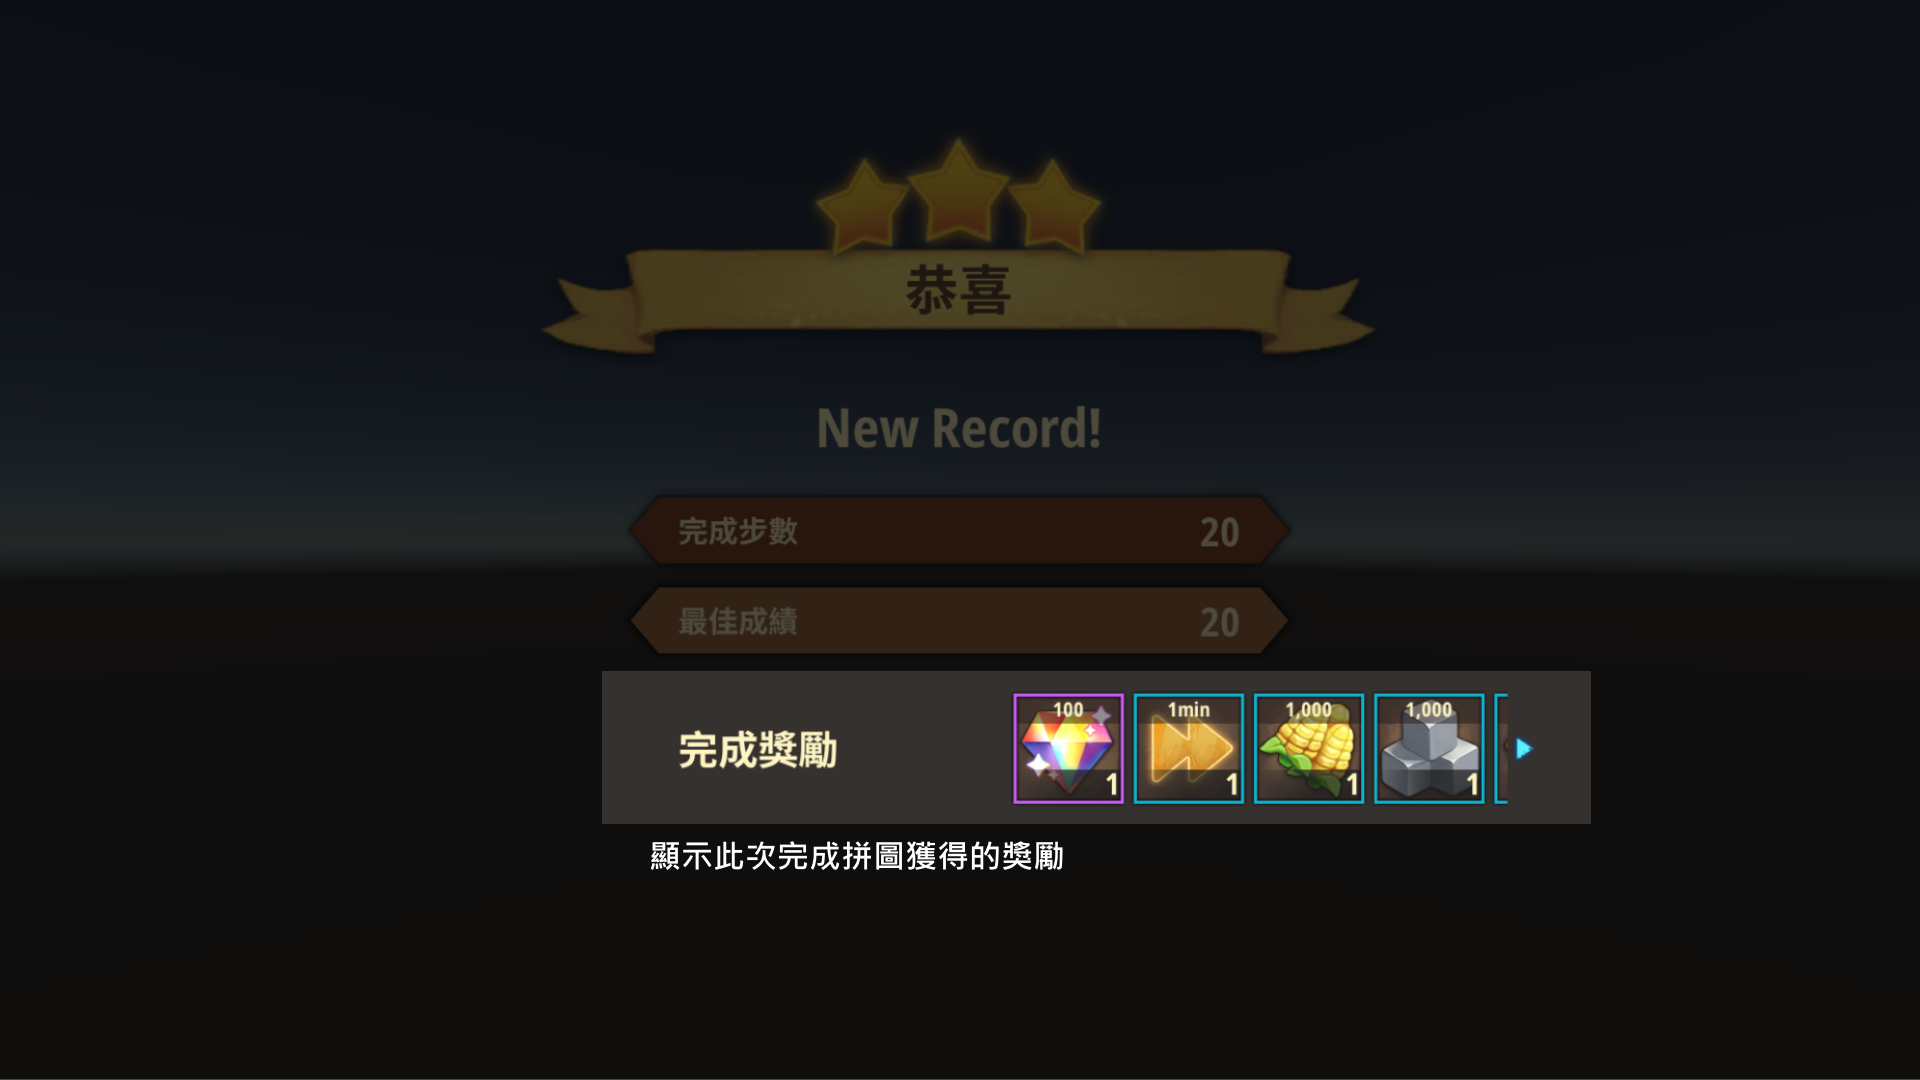 恭喜
New Record!
完成步數 20
最佳成績 20
完成獎勵
100 1min 1,000 1,000
1 1 1 1
顯示此次完成拼圖獲得的獎勵